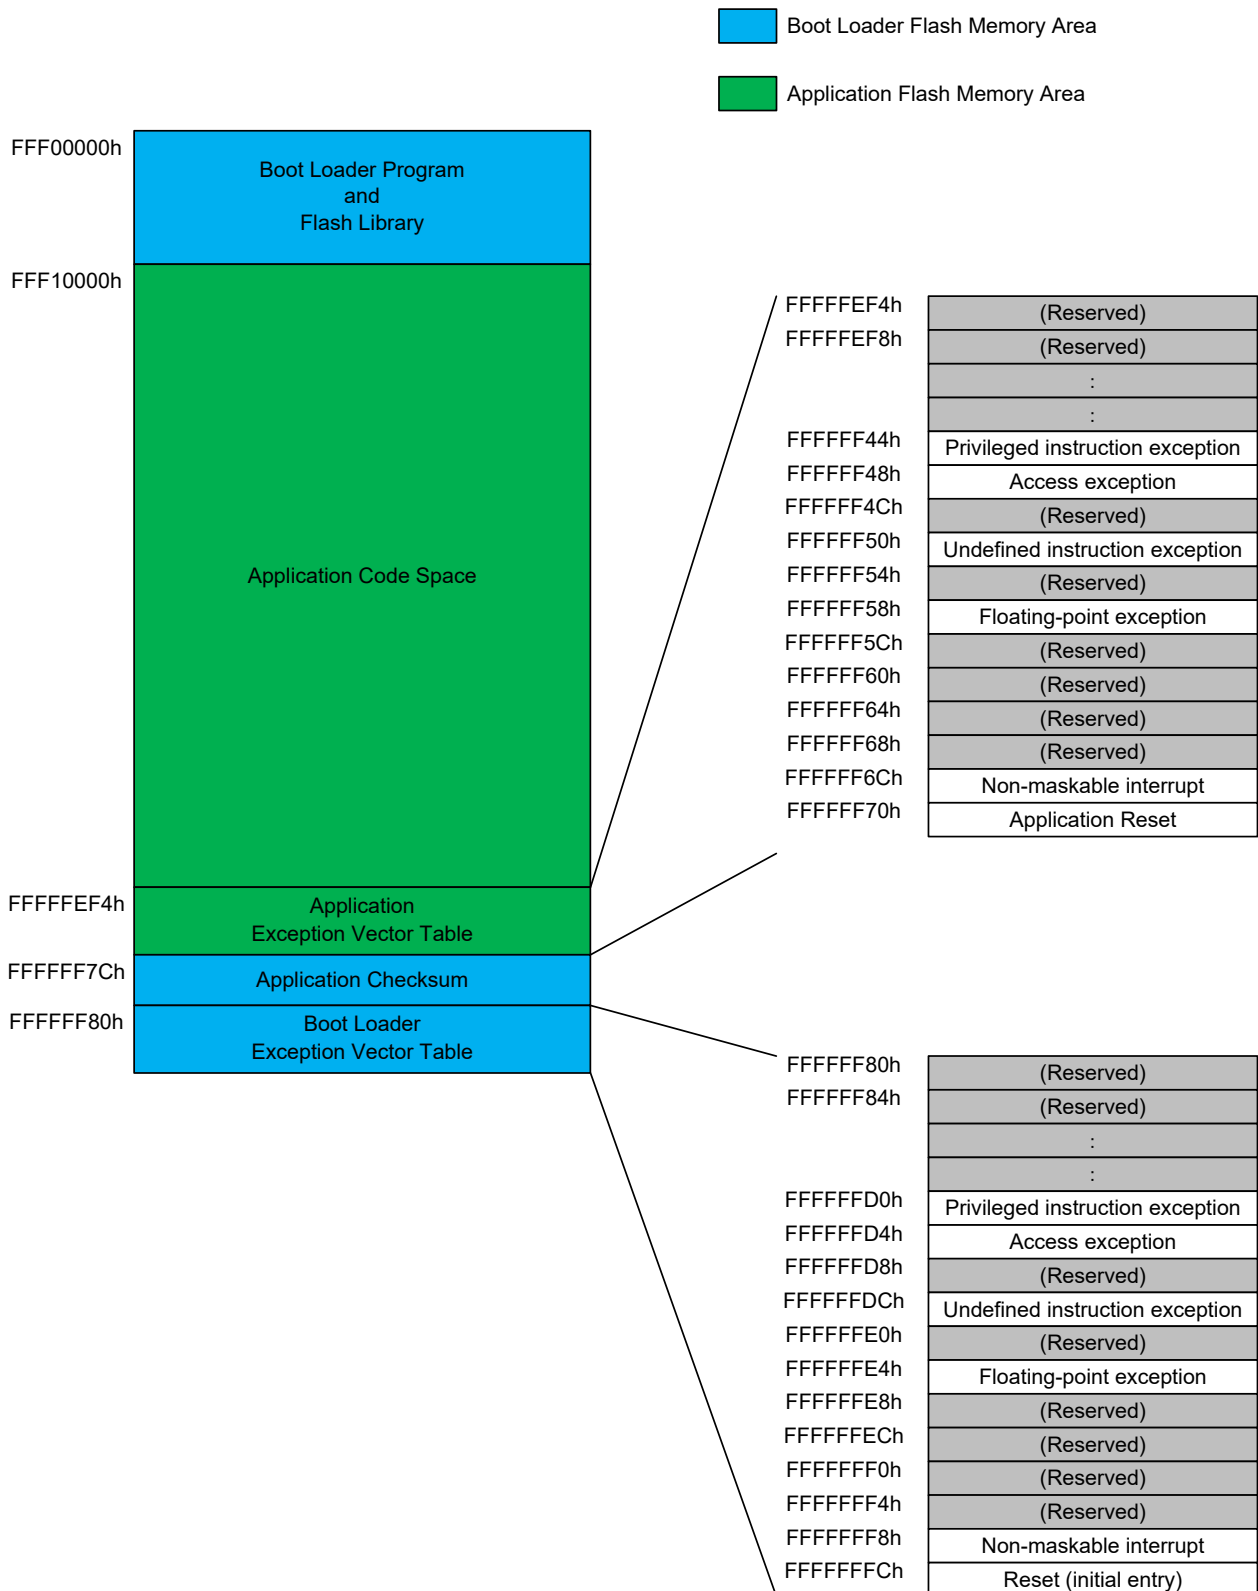 Boot Loader Flash Memory Area
Application Flash Memory Area
FFF00000h
Boot Loader Program
and
Flash Library
FFF10000h
Application Code Space
FFFFFEF4h
Application
Exception Vector Table
FFFFFF7Ch
Application Checksum
FFFFFF80h
Boot Loader
Exception Vector Table
FFFFFEF4h (Reserved)
FFFFFEF8h (Reserved)
:
:
FFFFFF44h Privileged instruction exception
FFFFFF48h Access exception
FFFFFF4Ch (Reserved)
FFFFFF50h Undefined instruction exception
FFFFFF54h (Reserved)
FFFFFF58h Floating-point exception
FFFFFF5Ch (Reserved)
FFFFFF60h (Reserved)
FFFFFF64h (Reserved)
FFFFFF68h (Reserved)
FFFFFF6Ch Non-maskable interrupt
FFFFFF70h Application Reset
FFFFFF80h (Reserved)
FFFFFF84h (Reserved)
:
:
FFFFFFD0h Privileged instruction exception
FFFFFFD4h Access exception
FFFFFFD8h (Reserved)
FFFFFFDCh Undefined instruction exception
FFFFFFE0h (Reserved)
FFFFFFE4h Floating-point exception
FFFFFFE8h (Reserved)
FFFFFFECh (Reserved)
FFFFFFF0h (Reserved)
FFFFFFF4h (Reserved)
FFFFFFF8h Non-maskable interrupt
FFFFFFFCh Reset (initial entry)